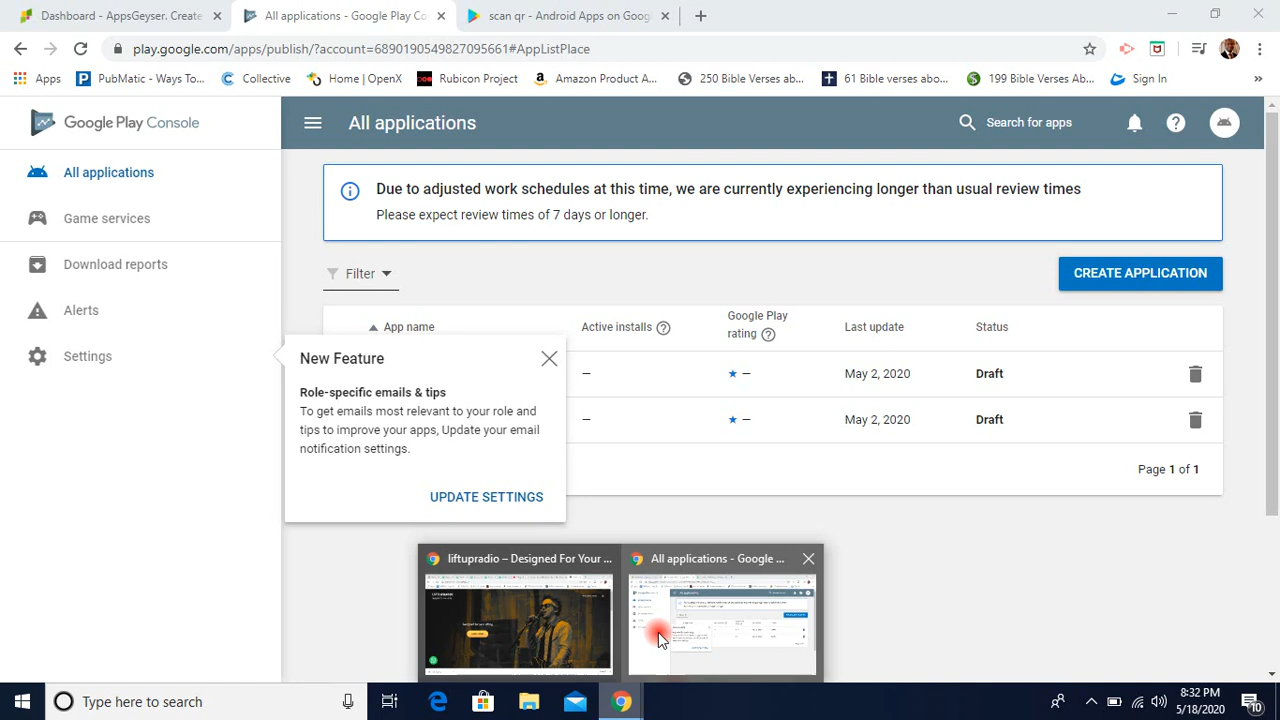 Dashboard - AppsGeyser. Create
All applications - Google Play Co
scan qr - Android Apps on Goog
play.google.com/apps/publish/?account=6890190549827095661#AppListPlace
Apps
PubMatic - Ways To...
Collective
Home | OpenX
Rubicon Project
Amazon Product A...
250 Bible Verses ab...
61 Bible verses abo...
199 Bible Verses Ab...
Sign In
»
Google Play Console
All applications
Search for apps
All applications
Game services
Download reports
Alerts
Settings
Due to adjusted work schedules at this time, we are currently experiencing longer than usual review times
Please expect review times of 7 days or longer.
Filter
CREATE APPLICATION
App name
Active installs
Google Play
rating
Last update
Status
— — May 2, 2020 Draft
— — May 2, 2020 Draft
Page 1 of 1
New Feature
Role-specific emails & tips
To get emails most relevant to your role and
tips to improve your apps, Update your email
notification settings.
UPDATE SETTINGS
liftupradio – Designed For Your ...
All applications - Google ...
Type here to search
8:32 PM
5/18/2020
10